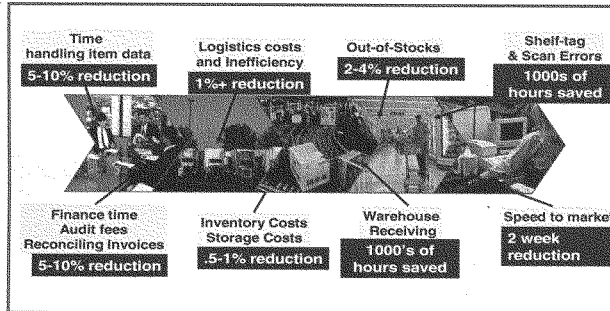 Time
handling item data
5-10% reduction
Logistics costs
and Inefficiency
1%+ reduction
Out-of-Stocks
2-4% reduction
Shelf-tag
& Scan Errors
1000s of
hours saved
Finance time
Audit fees
Reconciling Invoices
5-10% reduction
Inventory Costs
Storage Costs
.5-1% reduction
Warehouse
Receiving
1000's of
hours saved
Speed to market
2 week
reduction